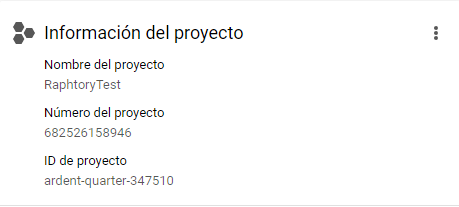 Información del proyecto
Nombre del proyecto
RaphtoryTest
Número del proyecto
682526158946
ID de proyecto
ardent-quarter-347510